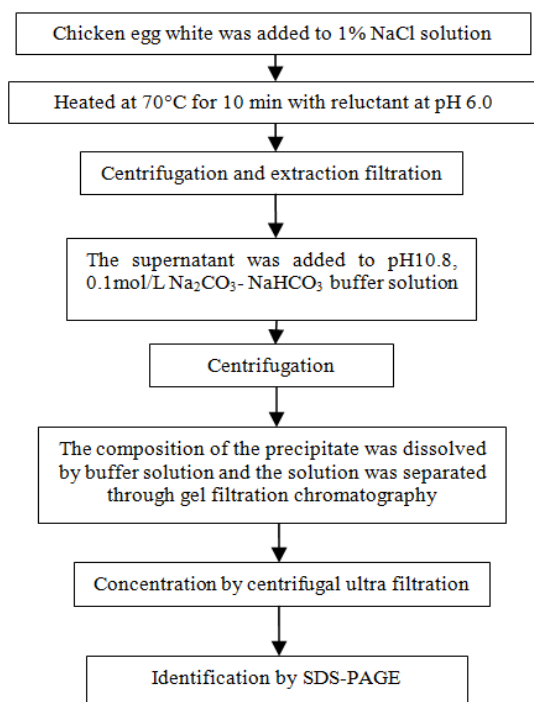 Chicken egg white was added to 1% NaCl solution
Heated at 70°C for 10 min with reluctant at pH 6.0
Centrifugation and extraction filtration
The supernatant was added to pH10.8,
0.1mol/L Na₂CO₃- NaHCO₃ buffer solution
Centrifugation
The composition of the precipitate was dissolved
by buffer solution and the solution was separated
through gel filtration chromatography
Concentration by centrifugal ultra filtration
Identification by SDS-PAGE